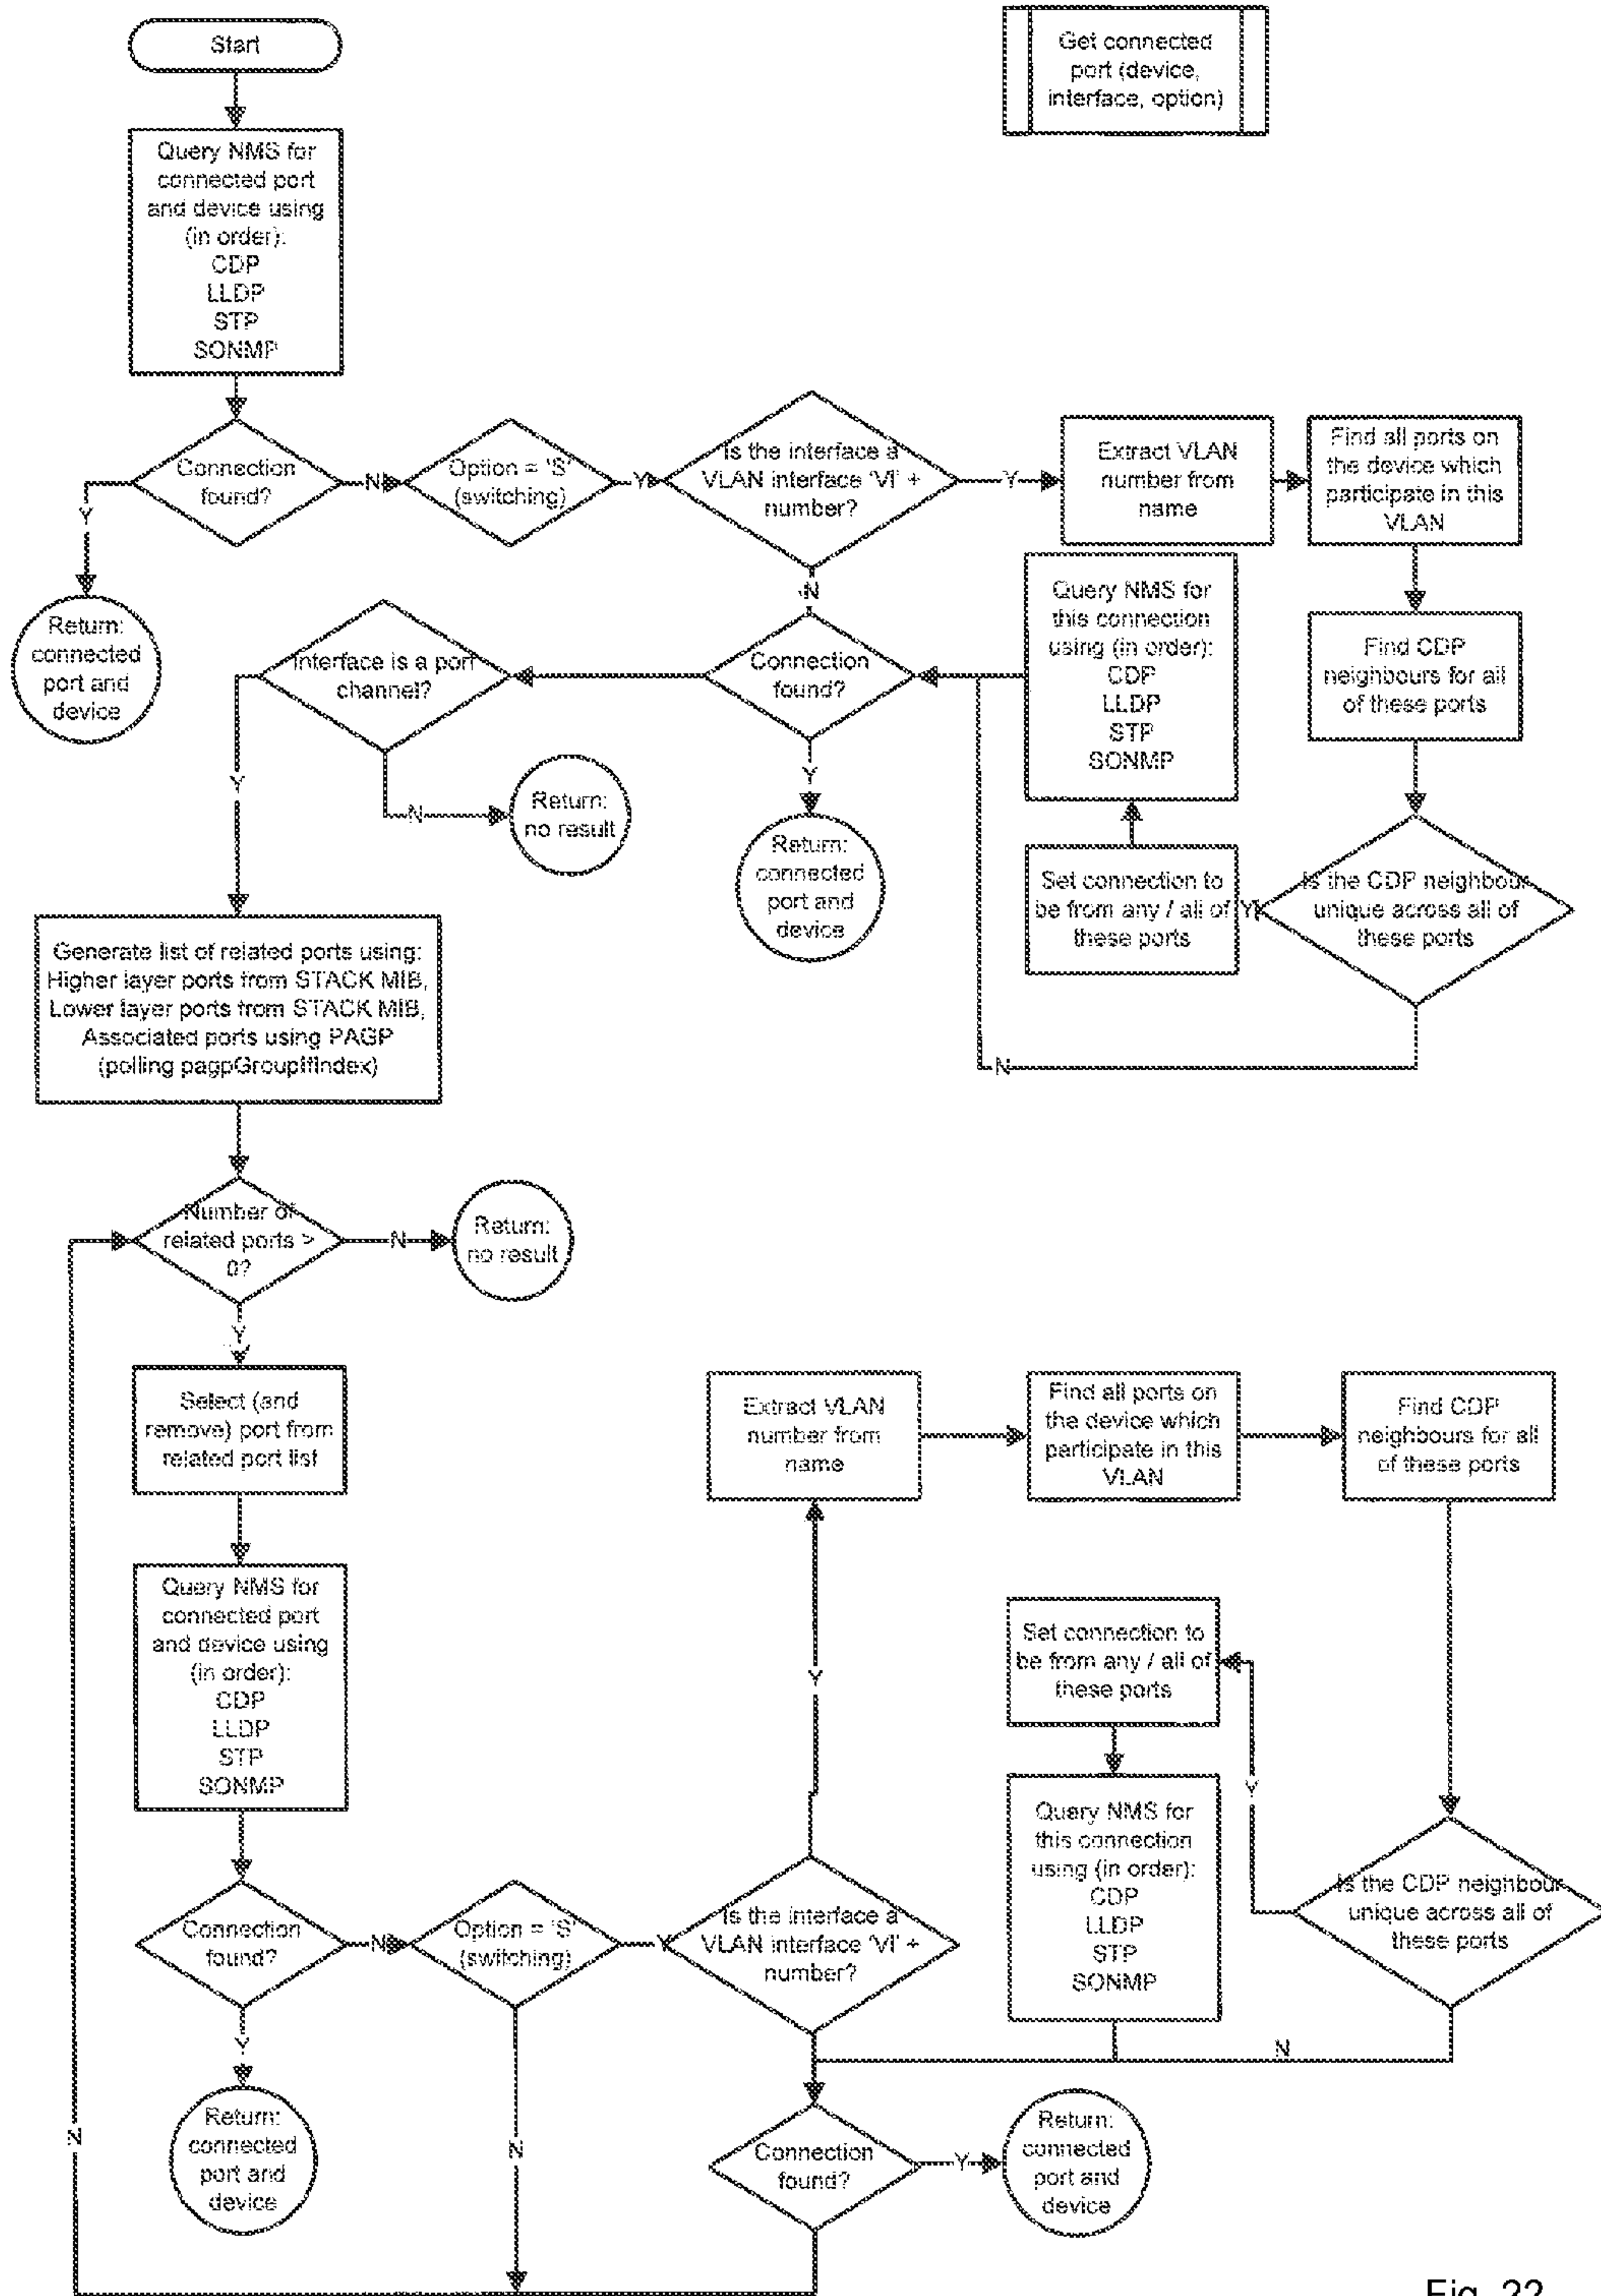 Start
Get connected
port (device,
interface, option)
Query NMS for
connected port
and device using
(in order):
CDP
LLDP
STP
SONMP
Connection
found?
N
Option = 'S'
(switching)
Y
Is the interface a
VLAN interface 'Vl' +
number?
Y
Extract VLAN
number from
name
Find all ports on
the device which
participate in this
VLAN
Y
Return:
connected
port and
device
N
Interface is a port
channel?
Connection
found?
Query NMS for
this connection
using (in order):
CDP
LLDP
STP
SONMP
Find CDP
neighbours for all
of these ports
Y
N
Return:
no result
Y
Return:
connected
port and
device
Set connection to
be from any / all of
these ports
Y
Is the CDP neighbour
unique across all of
these ports
N
Generate list of related ports using:
Higher layer ports from STACK MIB,
Lower layer ports from STACK MIB,
Associated ports using PAGP
(polling pagpGroupIfIndex)
Number of
related ports >
0?
N
Return:
no result
Y
Select (and
remove) port from
related port list
Extract VLAN
number from
name
Find all ports on
the device which
participate in this
VLAN
Find CDP
neighbours for all
of these ports
Query NMS for
connected port
and device using
(in order):
CDP
LLDP
STP
SONMP
Y
Set connection to
be from any / all of
these ports
Y
Query NMS for
this connection
using (in order):
CDP
LLDP
STP
SONMP
Is the CDP neighbour
unique across all of
these ports
Connection
found?
N
Option = 'S'
(switching)
Y
Is the interface a
VLAN interface 'Vl' +
number?
N
Y
Return:
connected
port and
device
N
N
Connection
found?
Y
Return:
connected
port and
device
Fig. 22